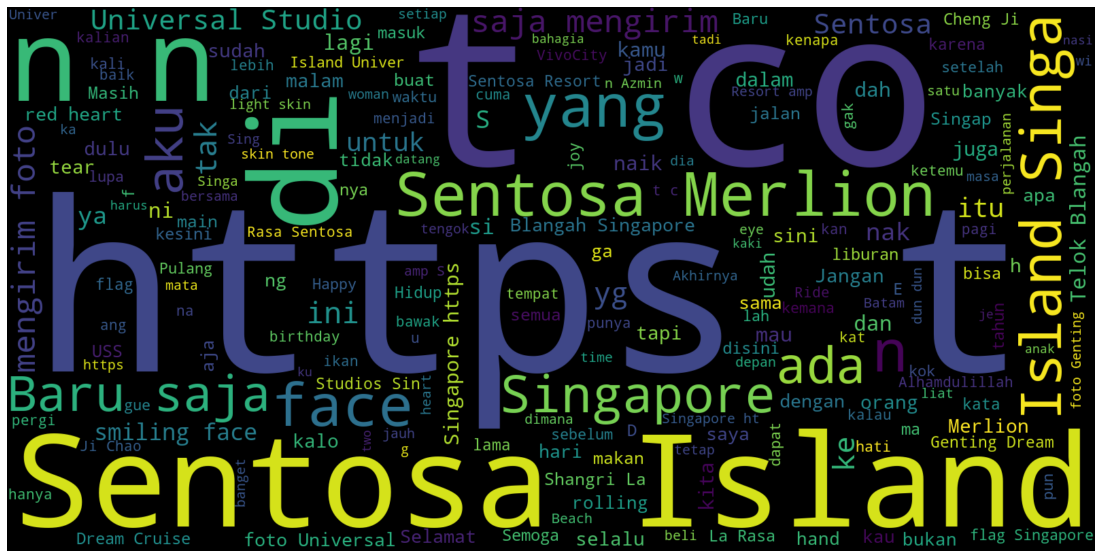 Univer
Universal Studio
setiap
masuk
saja mengirim
Baru
Sentosa
Cheng Ji
nasi
kalian
sudah
lagi
bahagia
VivoCity
kamu
tadi
kenapa
karena
wi
n n
kali
lebih
Island Univer
t co
jadi
setelah
baik
dari
malam
buat
Sentosa Resort
n Azmin
w
Resort amp
dalam
dah
satu
banyak
Masih
light skin
woman
waktu
cuma
yang
jalan
gak
Singap
red heart
ka
aku
tak
Sing
di
untuk
menjadi
S
joy
naik
dia
juga
perjalanan
Island Singa
tear
dulu
skin tone
tidak
datang
t c
ketemu
masa
apa
lupa
f
Singa
nya
Sentosa Merlion
mengirim foto
harus
bersama
ya
ni
main
si
Blangah Singapore
nak
itu
Telok Blangah
kesini
Rasa Sentosa
tengok
eye
kan
pagi
https t
ga
kaki
sini
liburan
h
Pulang
ng
amp S
Akhirnya
udah
Jangan
bisa
flag
mata
Happy
Hidup
tempat
yg
sama
Ride
kemana
E
na
ini
bawak
semua
punya
lah
Batam
dun dun
je
ang
u
tapi
mau
kat
dan
tahun
USS
birthday
Singapore https
time
disini
n
https
aja
ikan
ku
depan
kok
anak
foto Genting
Baru saja
gue
face
Studios Sin
heart
Singapore
ada
Alhamdulillah
liat
pergi
dengan
orang
kata
smiling face
two
dimana
Singapore ht
kalau
Merlion
Ji Chao
kalo
jauh
g
sebelum
D
saya
dapat
ke
ma
Genting Dream
Sentosa Island
hari
lama
tetap
hati
makan
hanya
banget
Shangri La
kita
pun
rolling
Beach
Dream Cruise
foto Universal
Selamat
Semoga
selalu
beli
La Rasa
hand
kau
bukan
flag Singapore